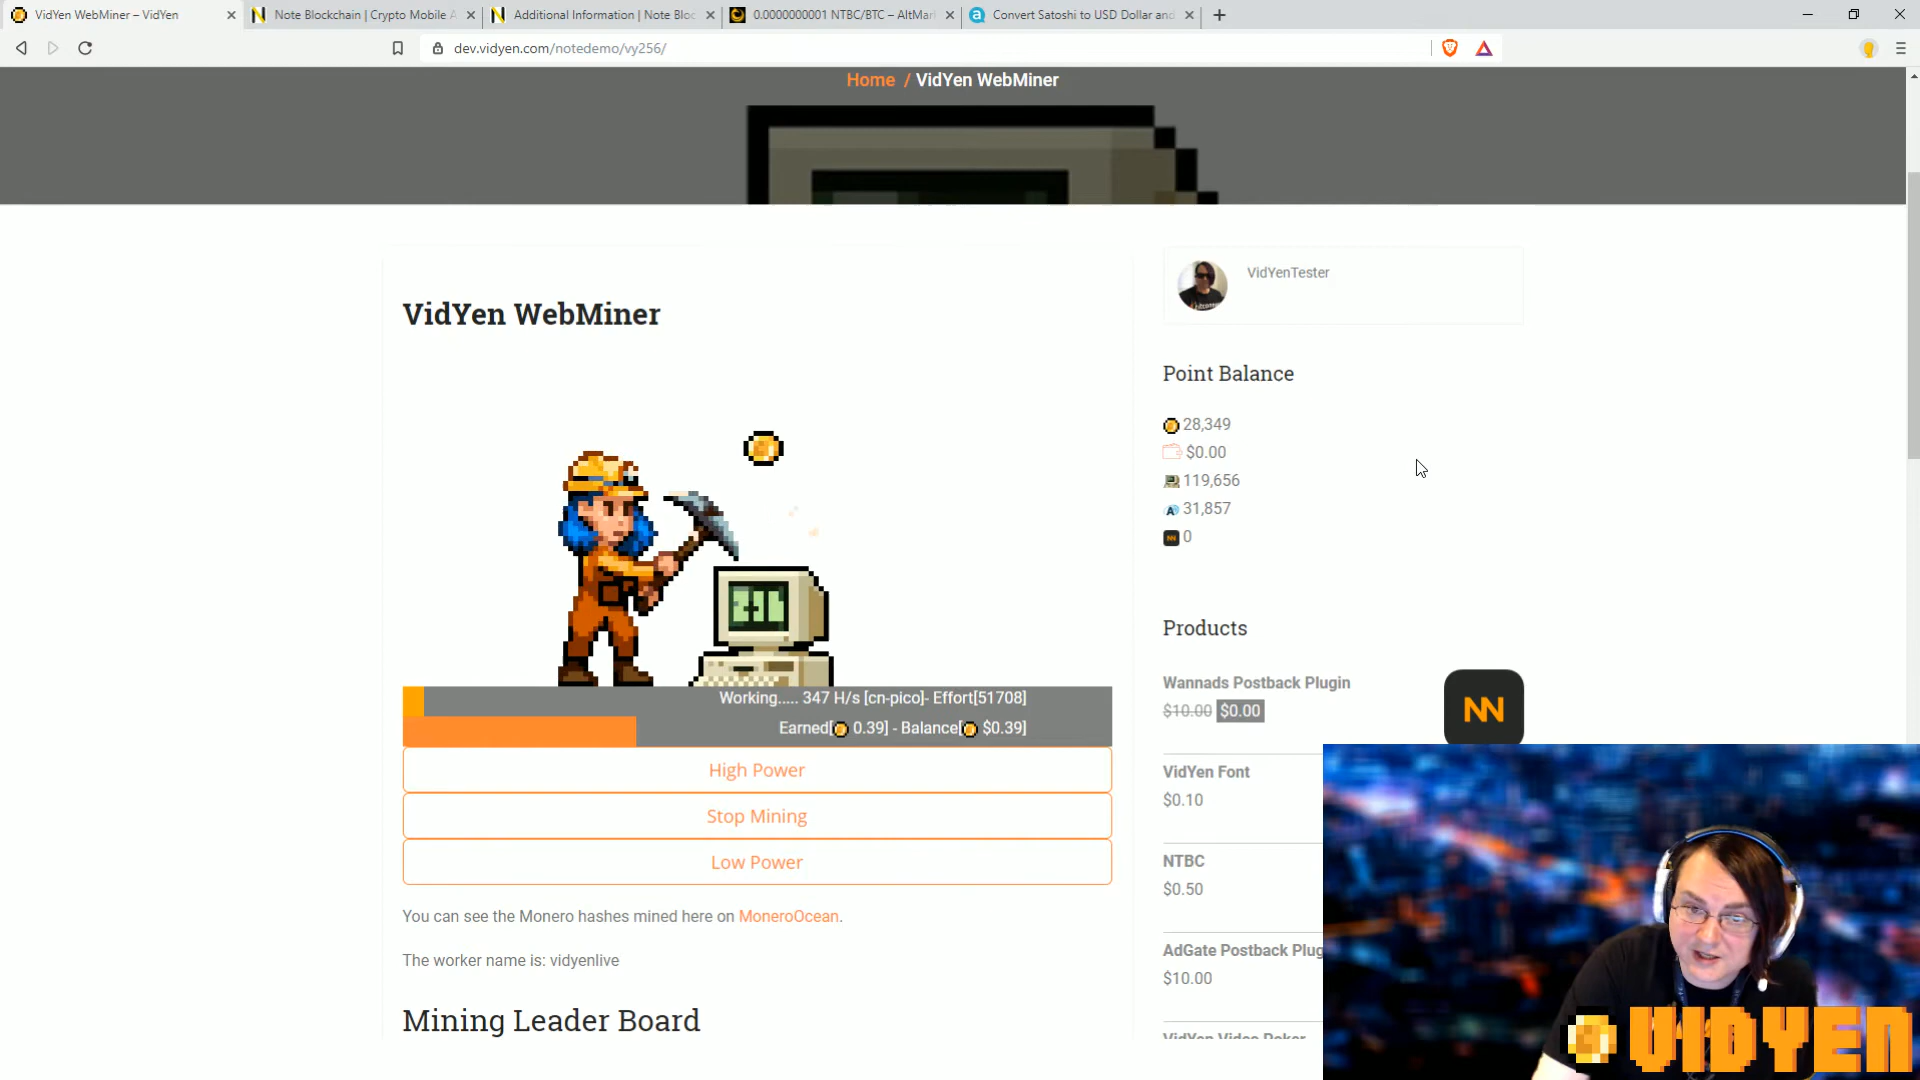 VidYen WebMiner – VidYen
Note Blockchain | Crypto Mobile A
Additional Information | Note Bloc
0.0000000001 NTBC/BTC – AltMar
Convert Satoshi to USD Dollar and
dev.vidyen.com/notedemo/vy256/
Home / VidYen WebMiner
VidYen WebMiner
Working..... 347 H/s [cn-pico]- Effort[51708]
Earned[ 0.39] - Balance[ $0.39]
High Power
Stop Mining
Low Power
You can see the Monero hashes mined here on MoneroOcean.
The worker name is: vidyenlive
Mining Leader Board
VidYenTester
Point Balance
28,349
$0.00
119,656
A 31,857
0
Products
Wannads Postback Plugin
$10.00 $0.00
VidYen Font
$0.10
NTBC
$0.50
AdGate Postback Plug
$10.00
VidYen Video Poker
VIDYEN